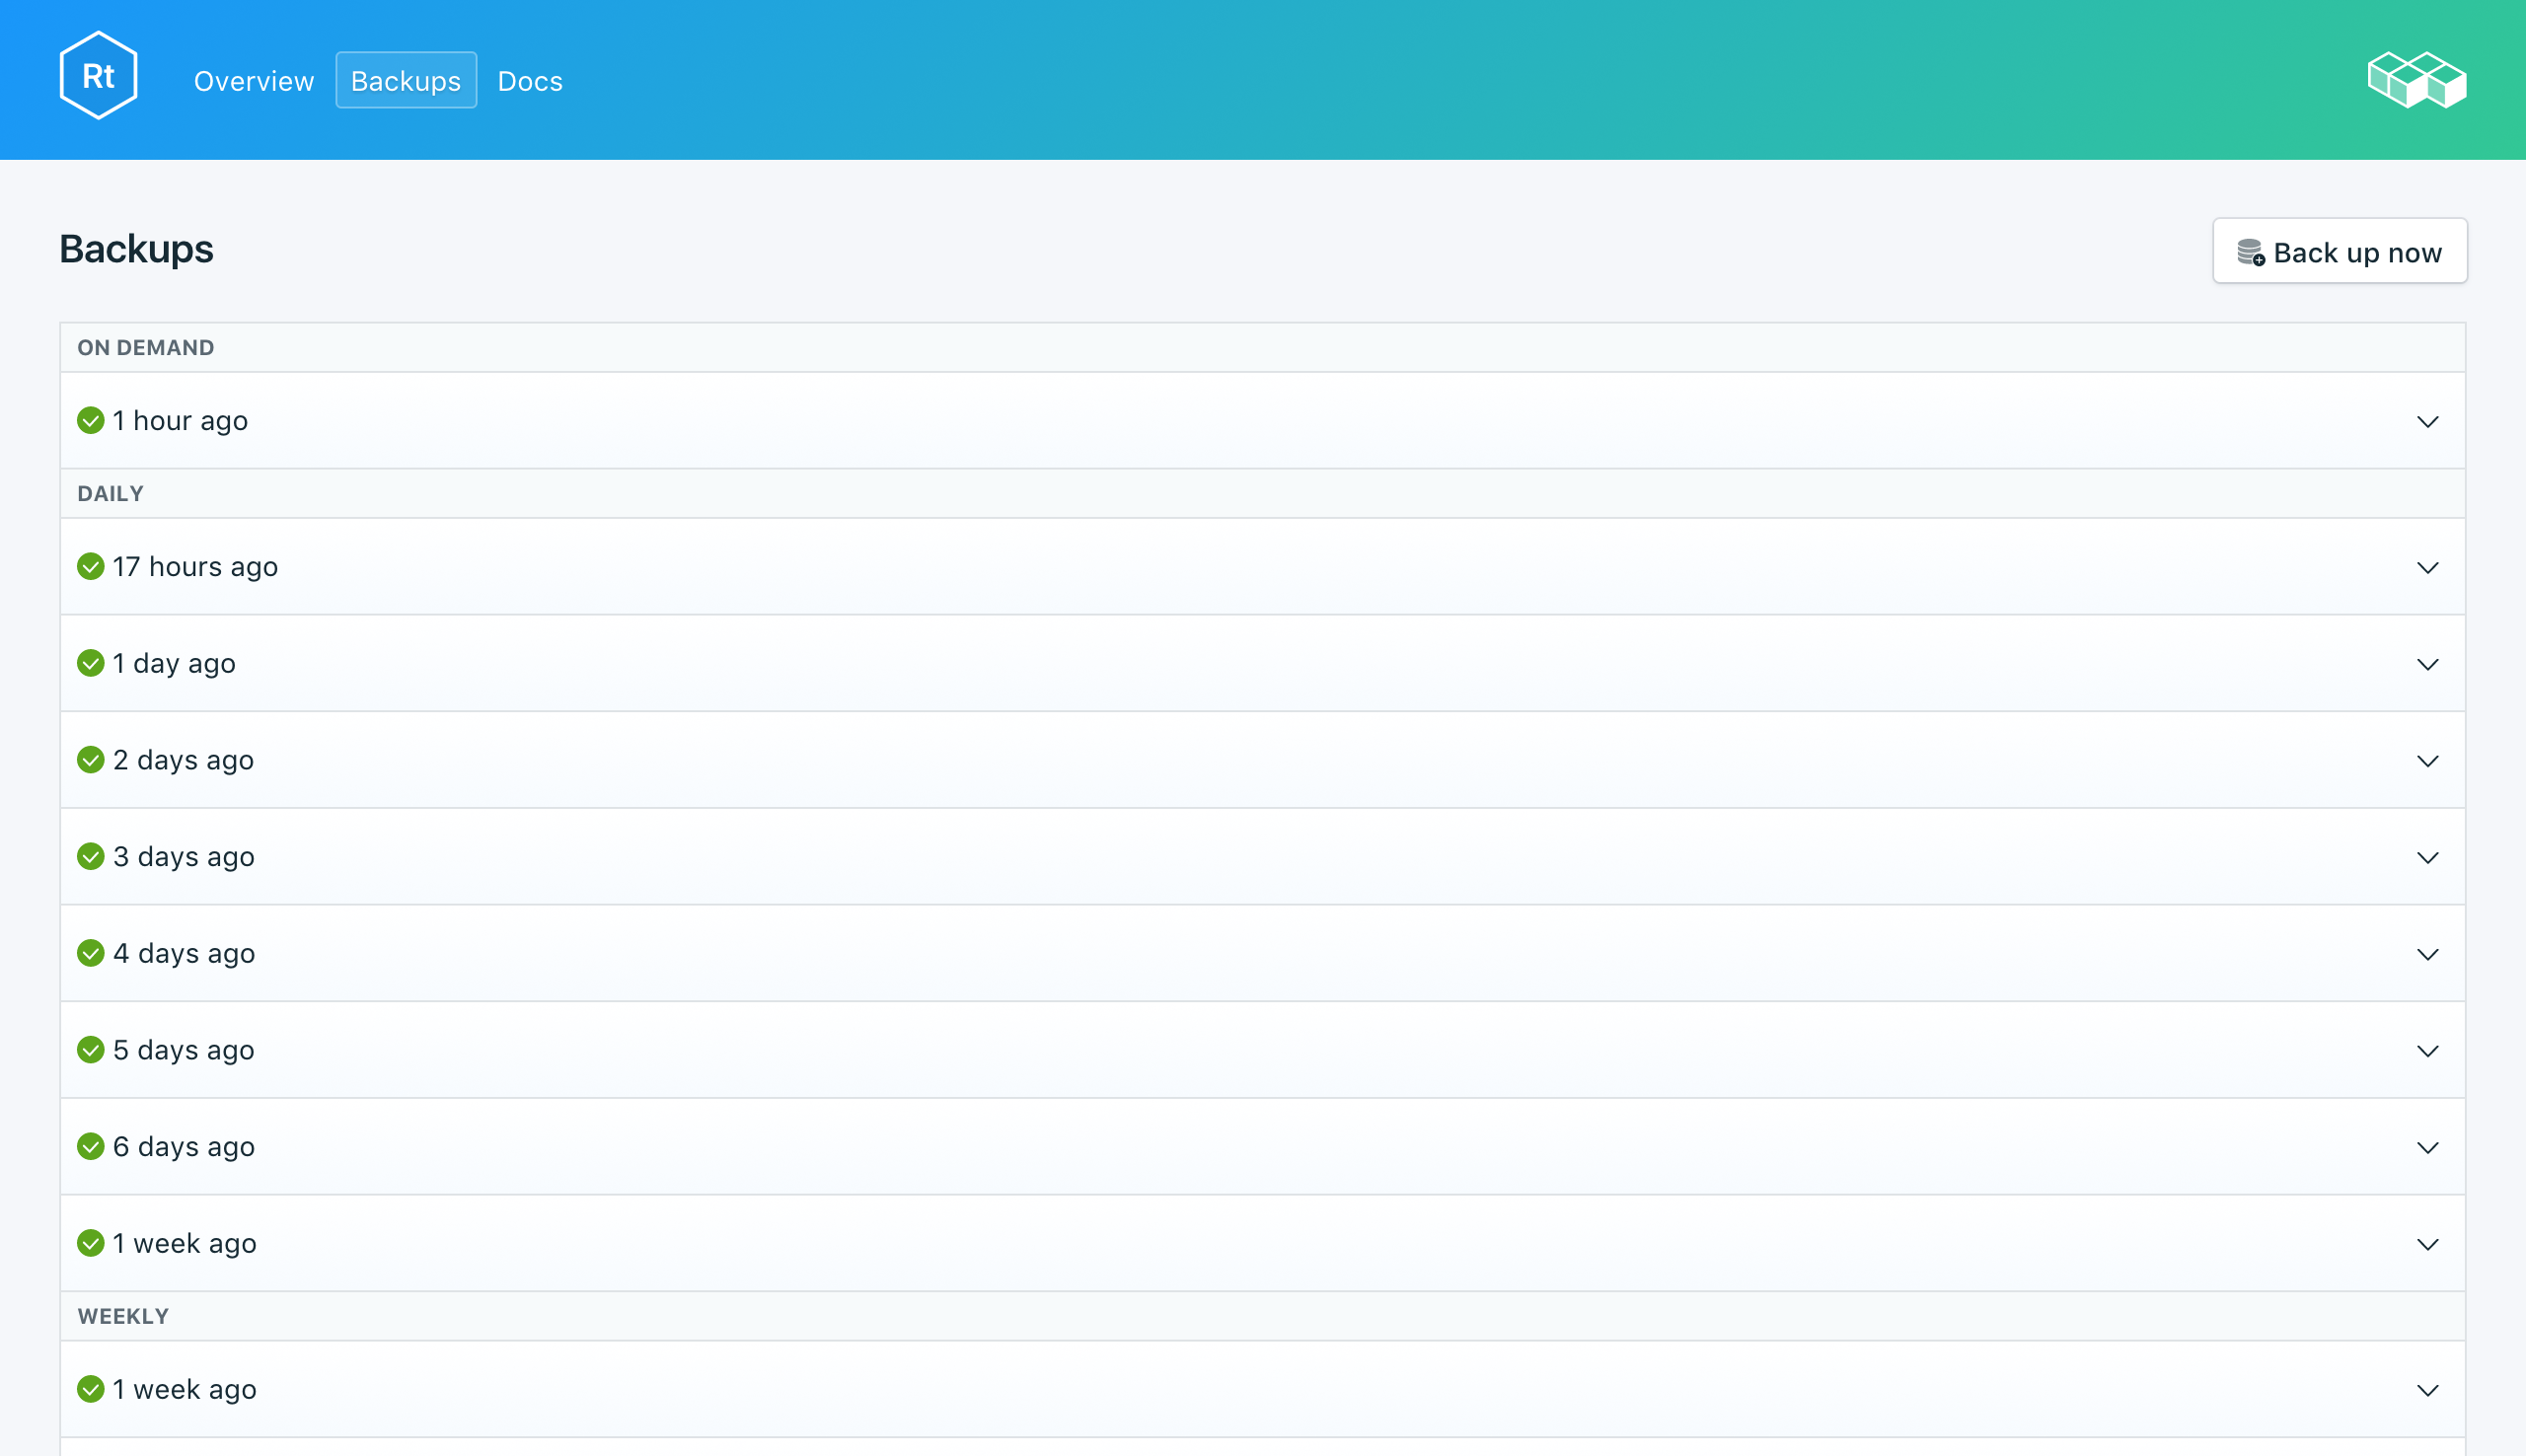 Rt
Overview Backups Docs
Backups
Back up now
ON DEMAND
1 hour ago
DAILY
17 hours ago
1 day ago
2 days ago
3 days ago
4 days ago
5 days ago
6 days ago
1 week ago
WEEKLY
1 week ago